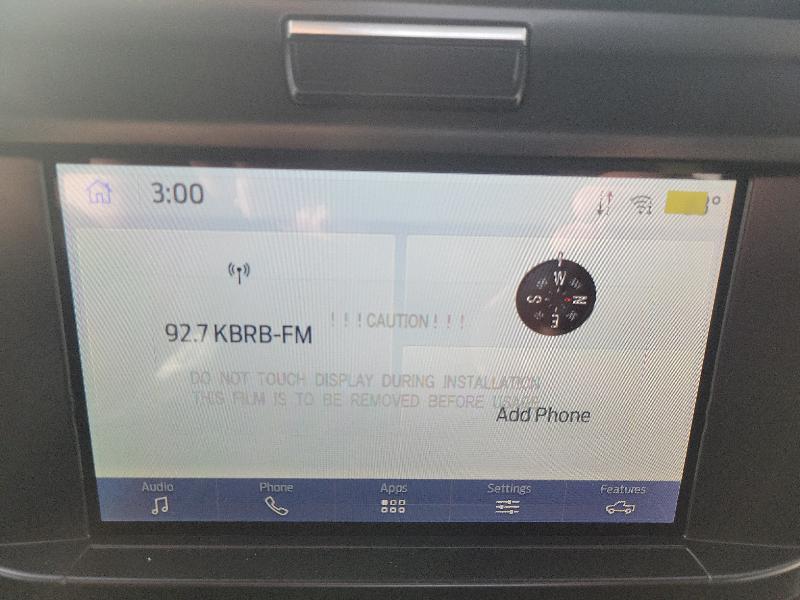 3:00
°
92.7 KBRB-FM
! ! ! CAUTION ! ! !
W
S N
E
DO NOT TOUCH DISPLAY DURING INSTALLATION
THIS FILM IS TO BE REMOVED BEFORE USAGE
Add Phone
Audio Phone Apps Settings Features